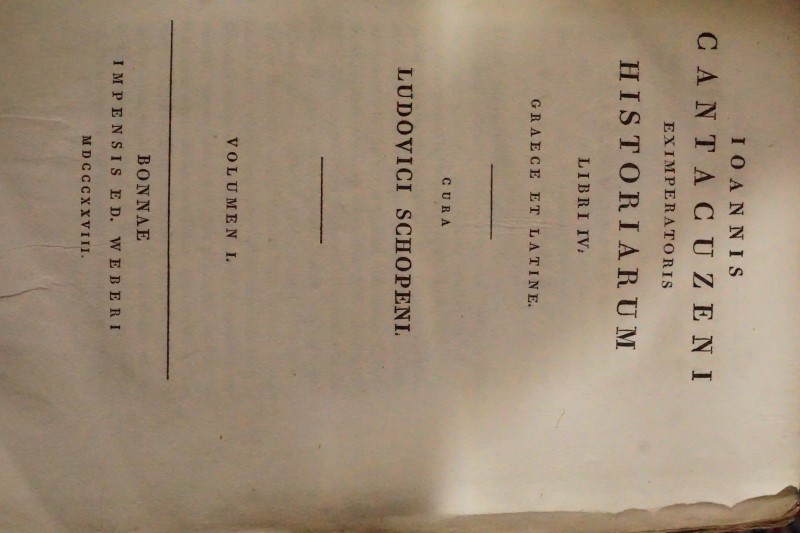 IOANNIS
CANTACUZENI
EXIMPERATORIS
HISTORIARUM
LIBRI IV.
GRAECE ET LATINE.
CURA
LUDOVICI SCHOPENI.
VOLUMEN I.
BONNAE
IMPENSIS ED. WEBERI
MDCCCXXVIII.